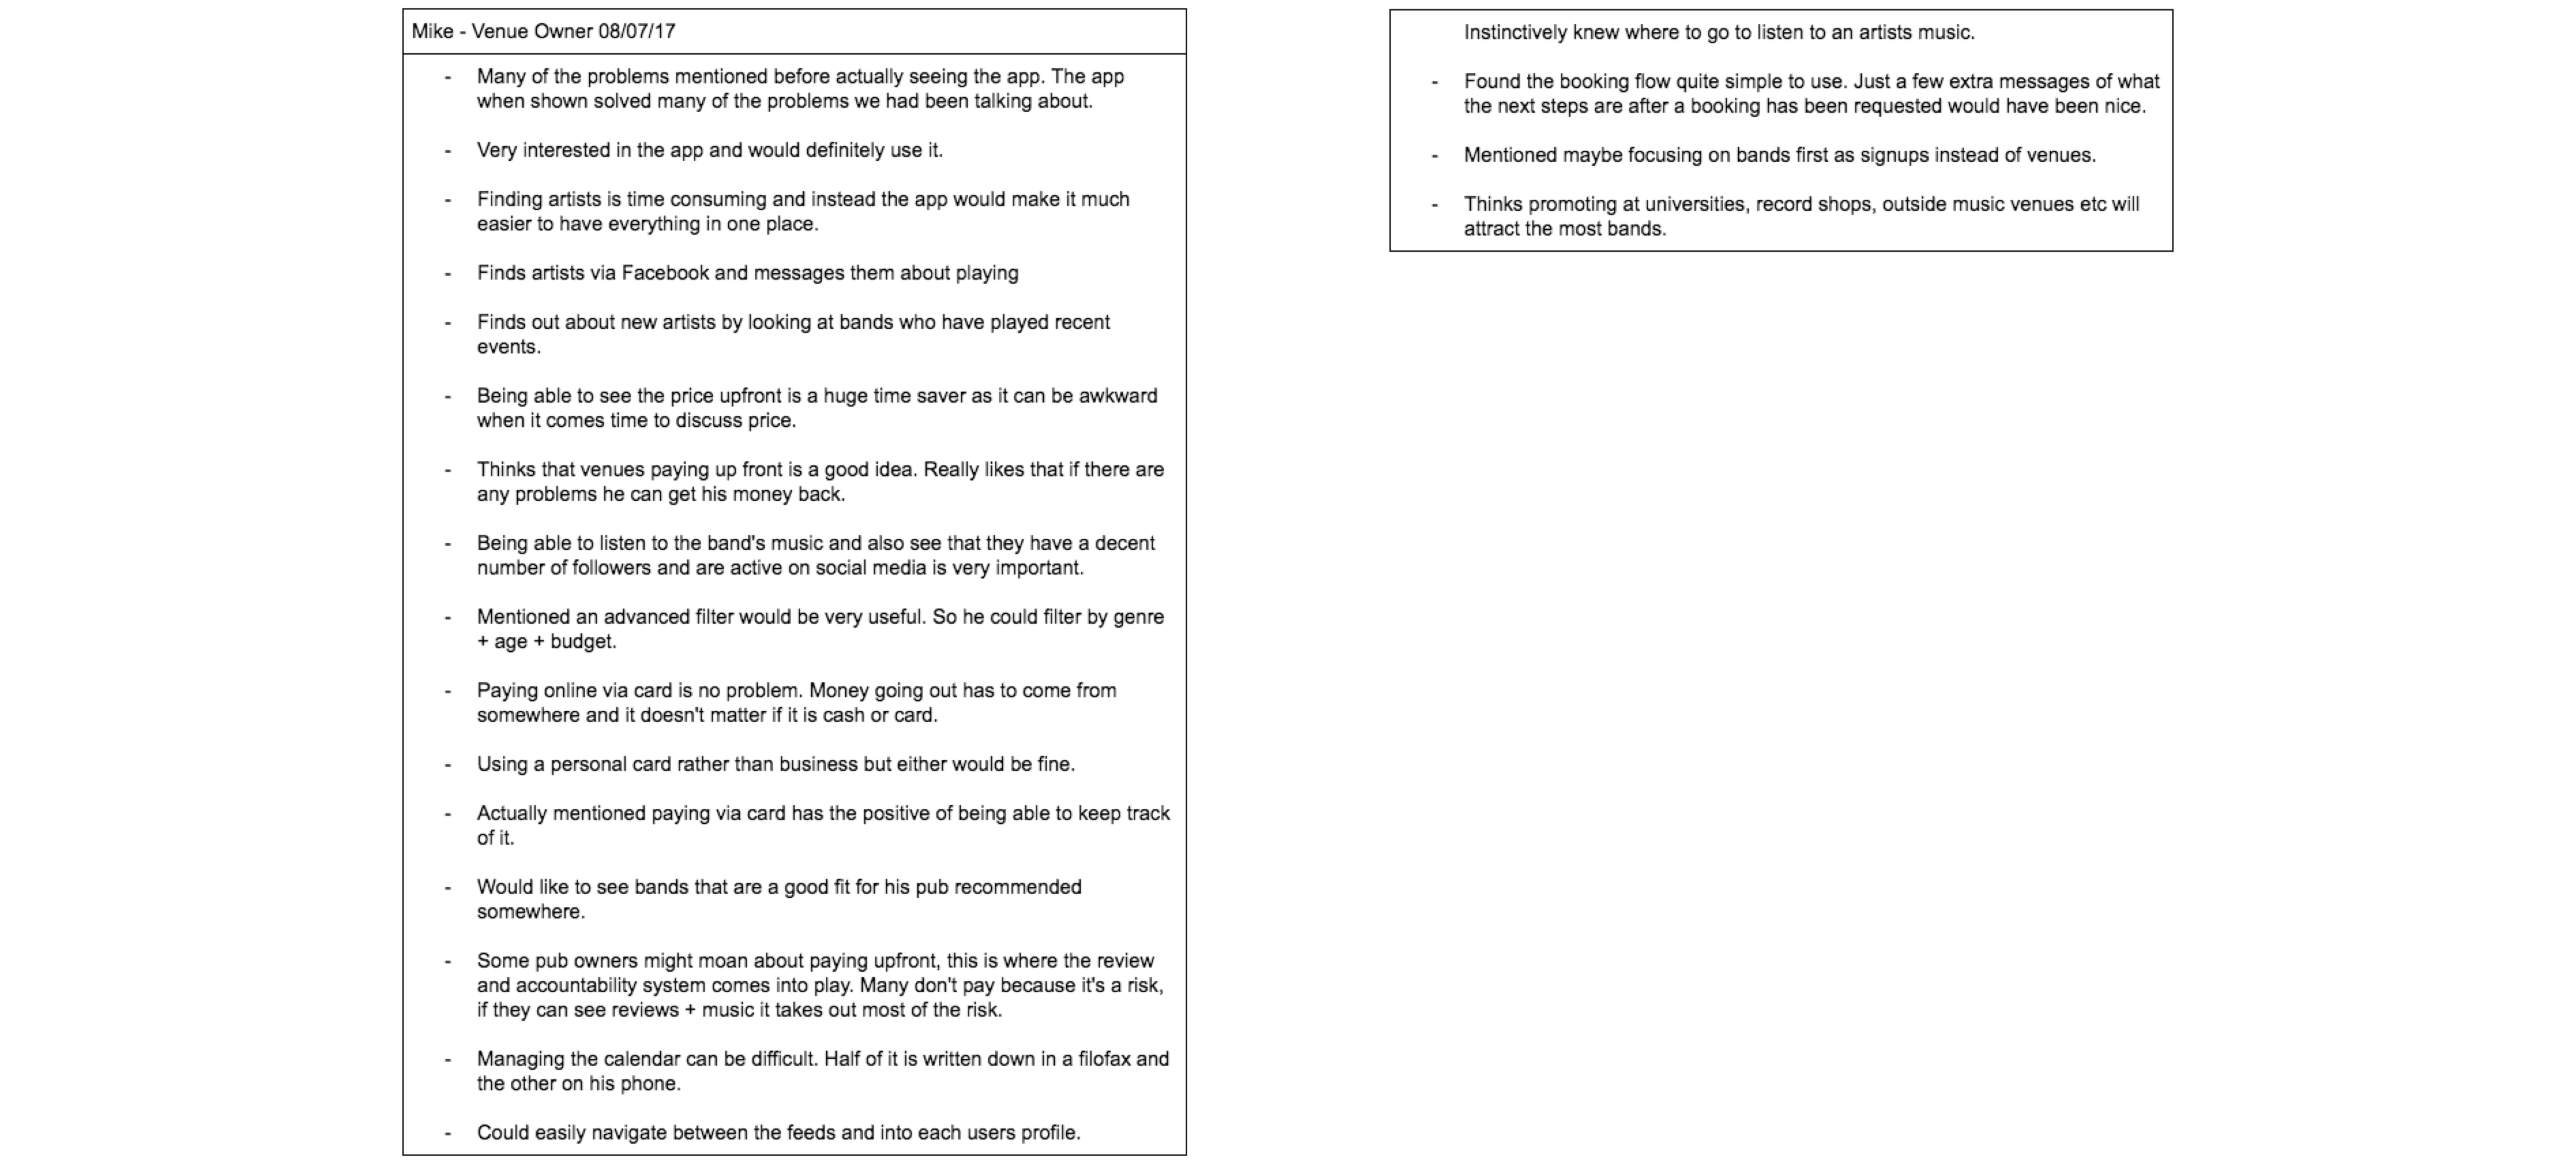 Mike - Venue Owner 08/07/17
- Many of the problems mentioned before actually seeing the app. The app
when shown solved many of the problems we had been talking about.
- Very interested in the app and would definitely use it.
- Finding artists is time consuming and instead the app would make it much
easier to have everything in one place.
- Finds artists via Facebook and messages them about playing
- Finds out about new artists by looking at bands who have played recent
events.
- Being able to see the price upfront is a huge time saver as it can be awkward
when it comes time to discuss price.
- Thinks that venues paying up front is a good idea. Really likes that if there are
any problems he can get his money back.
- Being able to listen to the band's music and also see that they have a decent
number of followers and are active on social media is very important.
- Mentioned an advanced filter would be very useful. So he could filter by genre
+ age + budget.
- Paying online via card is no problem. Money going out has to come from
somewhere and it doesn't matter if it is cash or card.
- Using a personal card rather than business but either would be fine.
- Actually mentioned paying via card has the positive of being able to keep track
of it.
- Would like to see bands that are a good fit for his pub recommended
somewhere.
- Some pub owners might moan about paying upfront, this is where the review
and accountability system comes into play. Many don't pay because it's a risk,
if they can see reviews + music it takes out most of the risk.
- Managing the calendar can be difficult. Half of it is written down in a filofax and
the other on his phone.
- Could easily navigate between the feeds and into each users profile.
Instinctively knew where to go to listen to an artists music.
- Found the booking flow quite simple to use. Just a few extra messages of what
the next steps are after a booking has been requested would have been nice.
- Mentioned maybe focusing on bands first as signups instead of venues.
- Thinks promoting at universities, record shops, outside music venues etc will
attract the most bands.